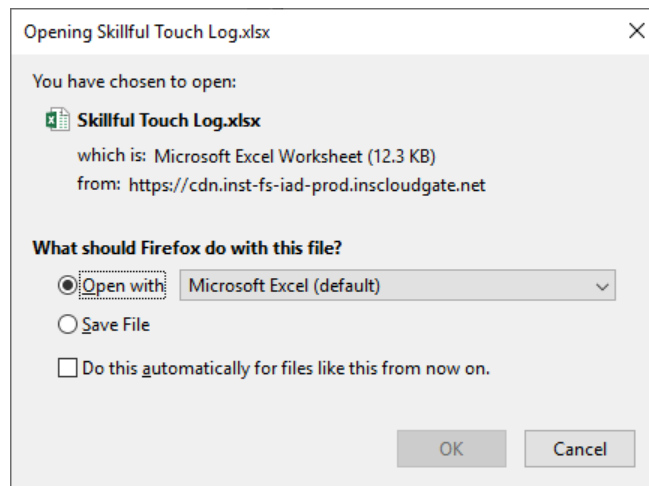 Opening Skillful Touch Log.xlsx
You have chosen to open:
Skillful Touch Log.xlsx
which is: Microsoft Excel Worksheet (12.3 KB)
from: https://cdn.inst-fs-iad-prod.inscloudgate.net
What should Firefox do with this file?
Open with Microsoft Excel (default)
Save File
Do this automatically for files like this from now on.
OK Cancel